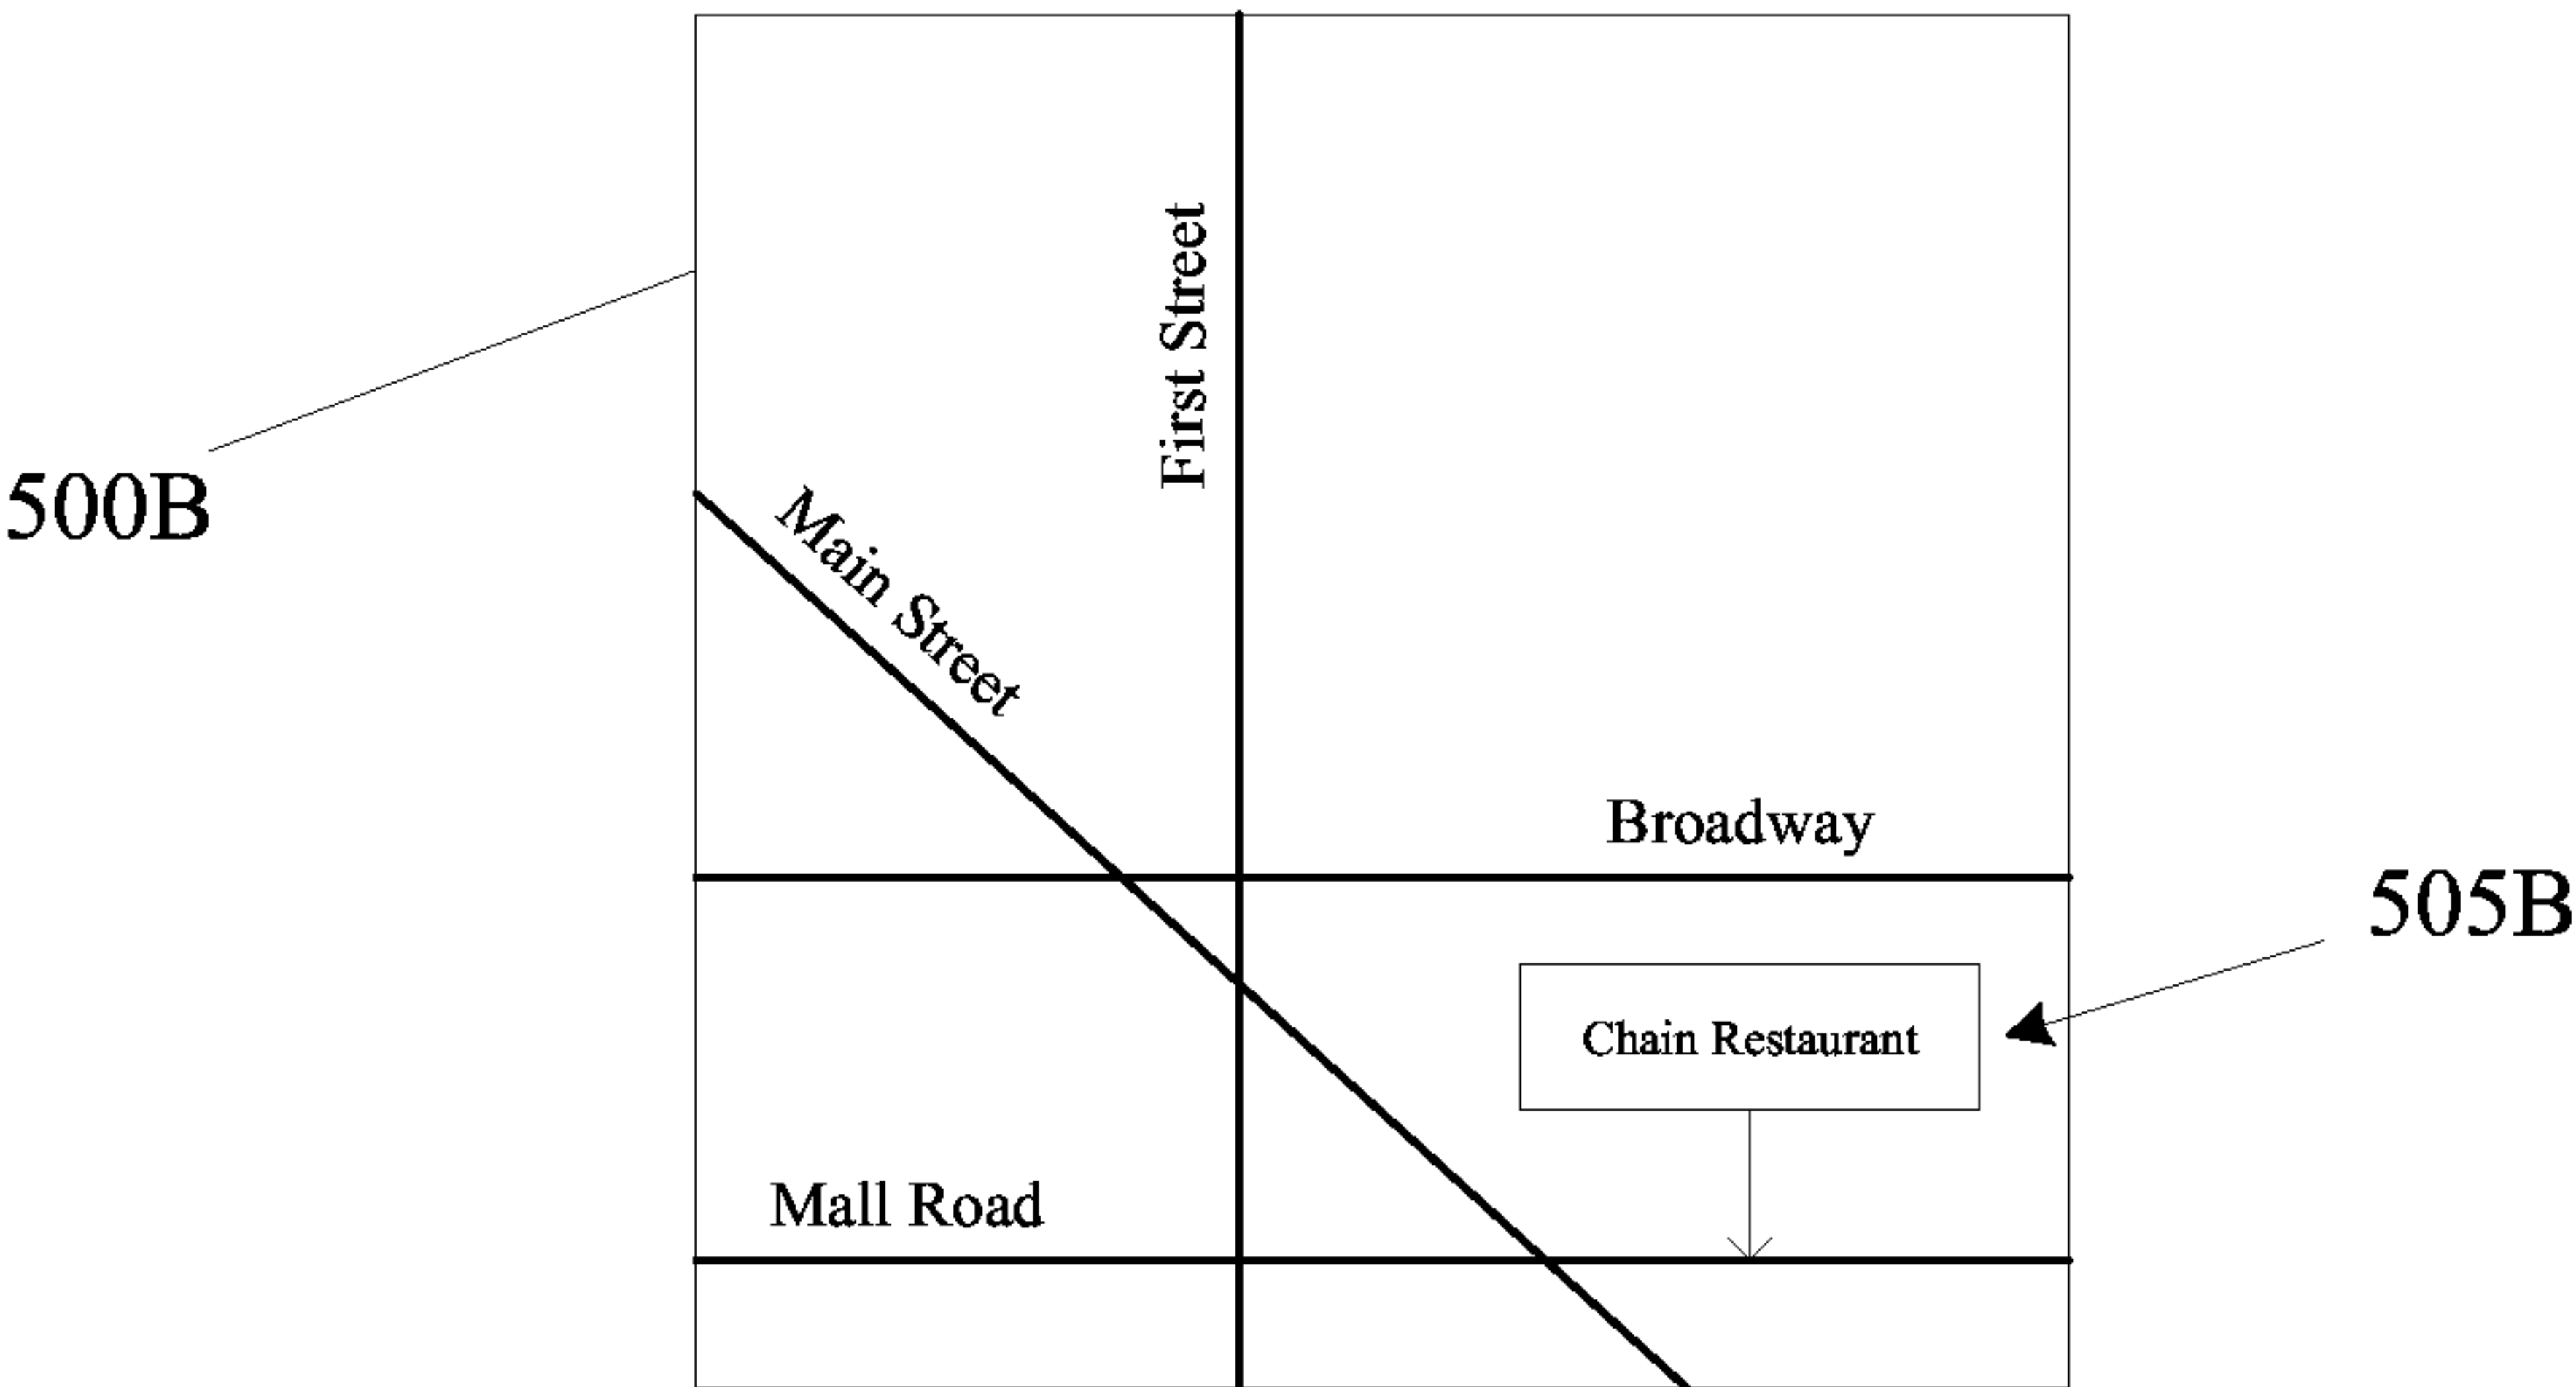 First Street
500B
Main Street
Broadway
505B
Chain Restaurant
Mall Road